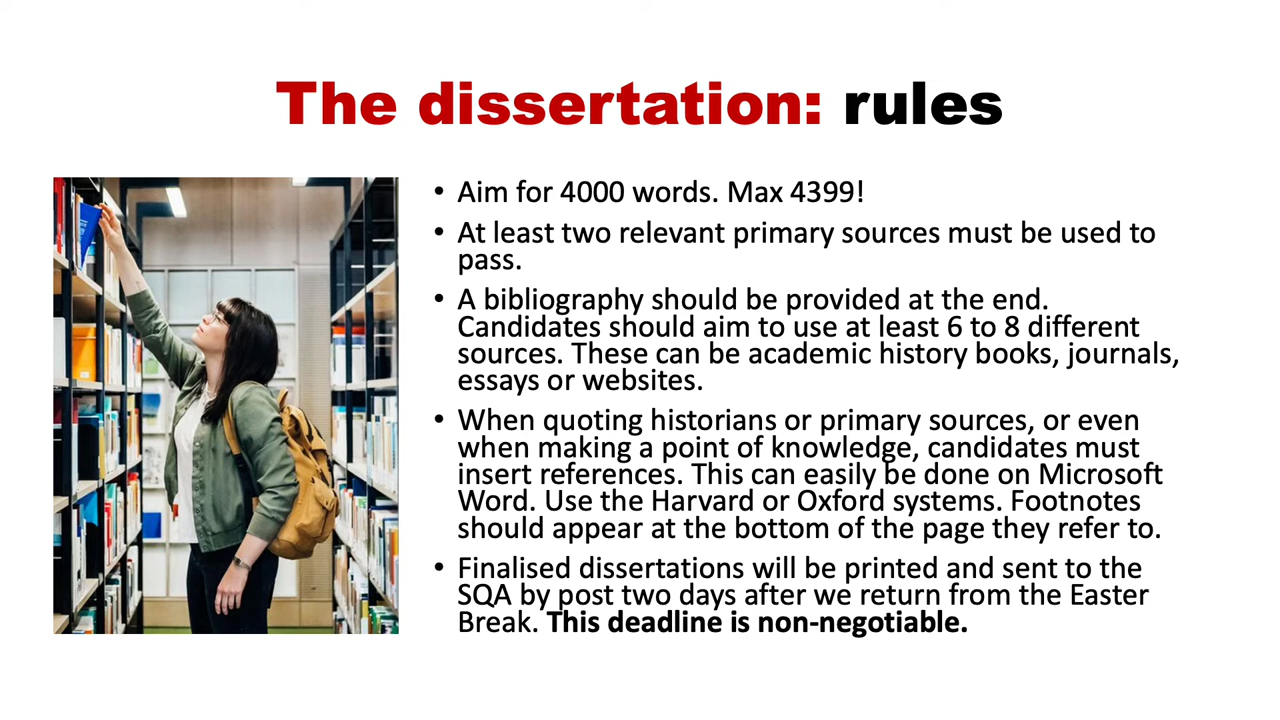 The dissertation: rules
• Aim for 4000 words. Max 4399!
• At least two relevant primary sources must be used to
pass.
• A bibliography should be provided at the end.
Candidates should aim to use at least 6 to 8 different
sources. These can be academic history books, journals,
essays or websites.
• When quoting historians or primary sources, or even
when making a point of knowledge, candidates must
insert references. This can easily be done on Microsoft
Word. Use the Harvard or Oxford systems. Footnotes
should appear at the bottom of the page they refer to.
• Finalised dissertations will be printed and sent to the
SQA by post two days after we return from the Easter
Break. This deadline is non-negotiable.